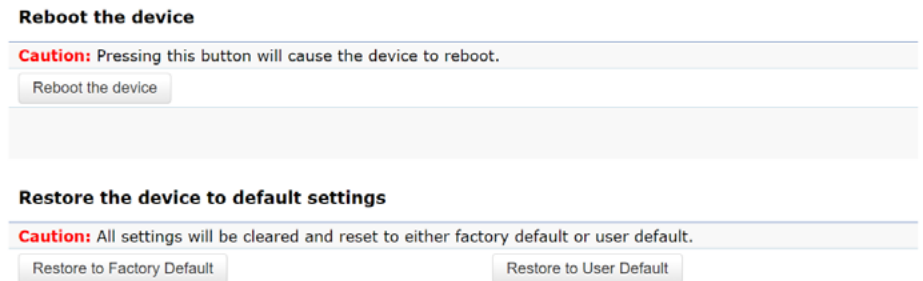 Reboot the device
Caution: Pressing this button will cause the device to reboot.
Reboot the device
Restore the device to default settings
Caution: All settings will be cleared and reset to either factory default or user default.
Restore to Factory Default
Restore to User Default